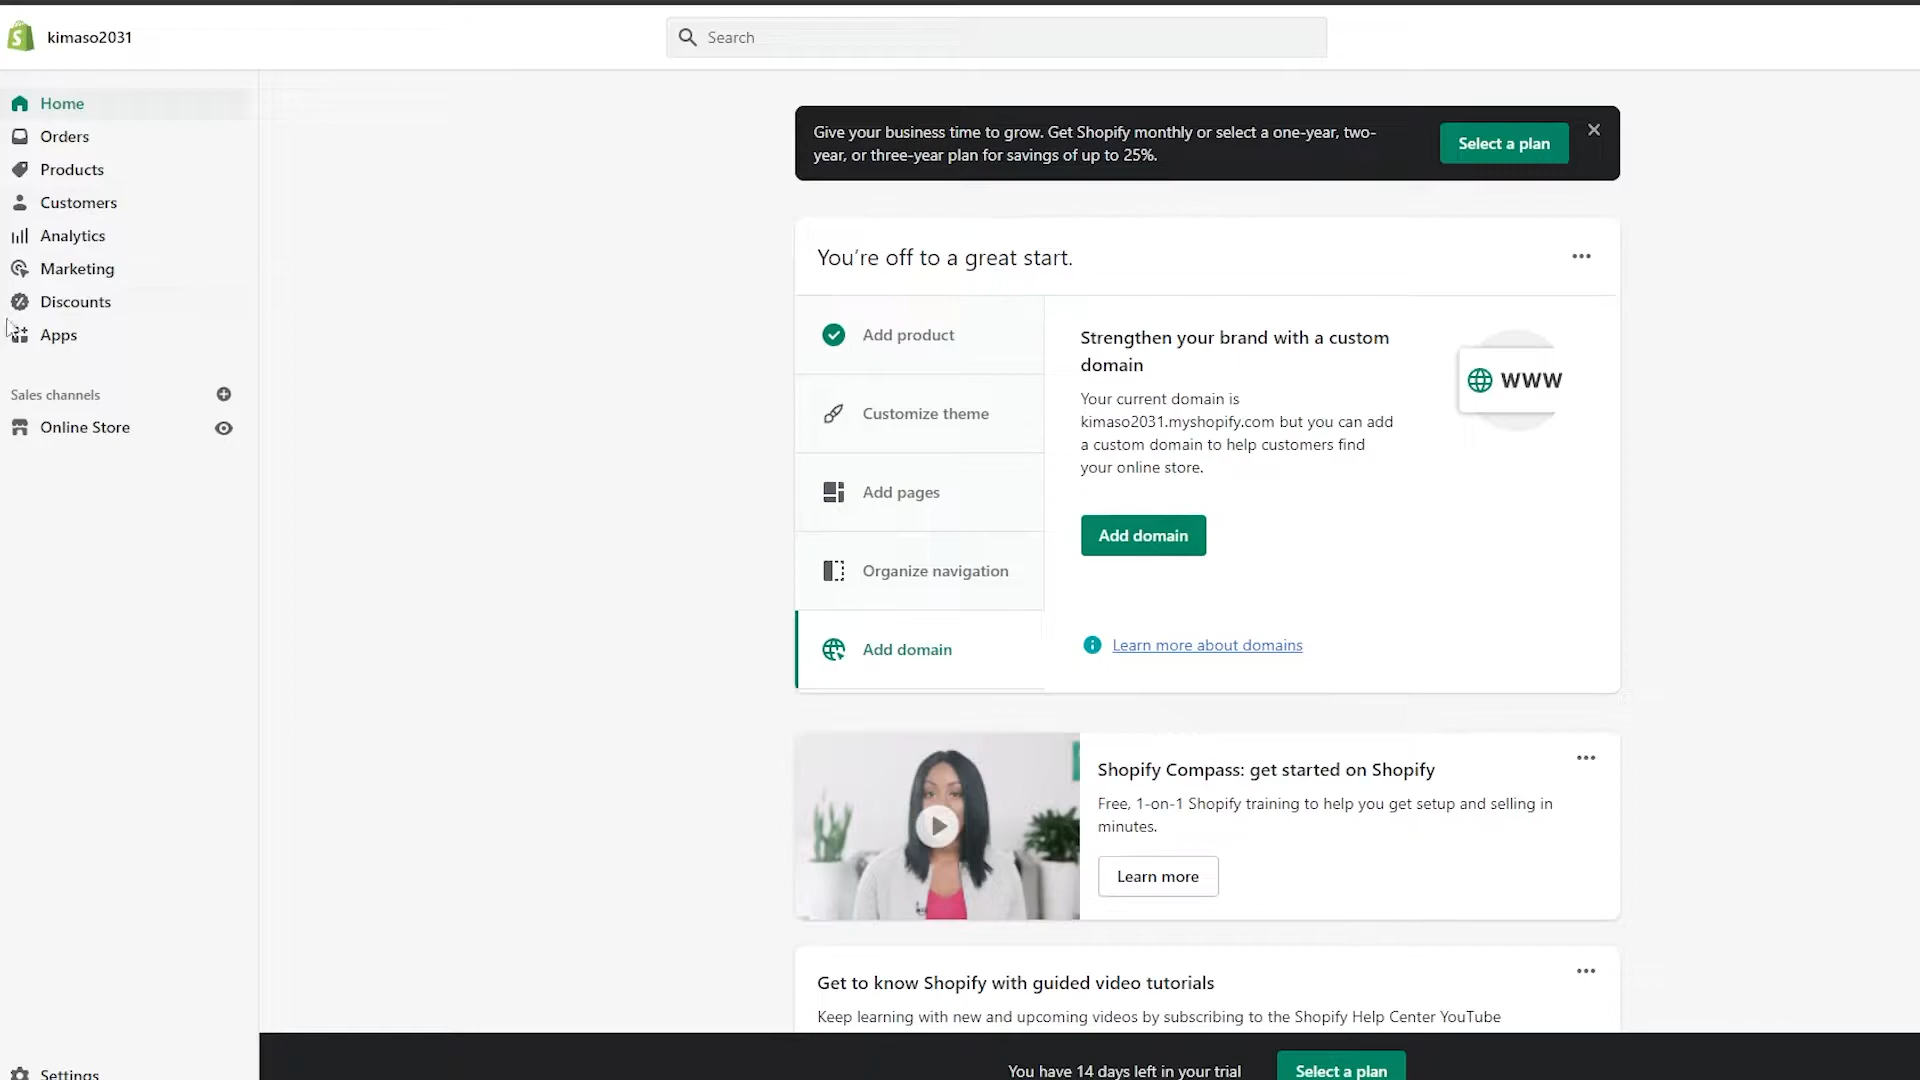 kimaso2031
Search
Home
Orders
Products
Customers
Analytics
Marketing
Discounts
Apps
Sales channels
Online Store
Settings
Give your business time to grow. Get Shopify monthly or select a one-year, two-
year, or three-year plan for savings of up to 25%.
Select a plan
You're off to a great start.
Add product
Customize theme
Add pages
Organize navigation
Add domain
Strengthen your brand with a custom
domain
Your current domain is
kimaso2031.myshopify.com but you can add
a custom domain to help customers find
your online store.
WWW
Add domain
Learn more about domains
Shopify Compass: get started on Shopify
Free, 1-on-1 Shopify training to help you get setup and selling in
minutes.
Learn more
Get to know Shopify with guided video tutorials
Keep learning with new and upcoming videos by subscribing to the Shopify Help Center YouTube
You have 14 days left in your trial
Select a plan